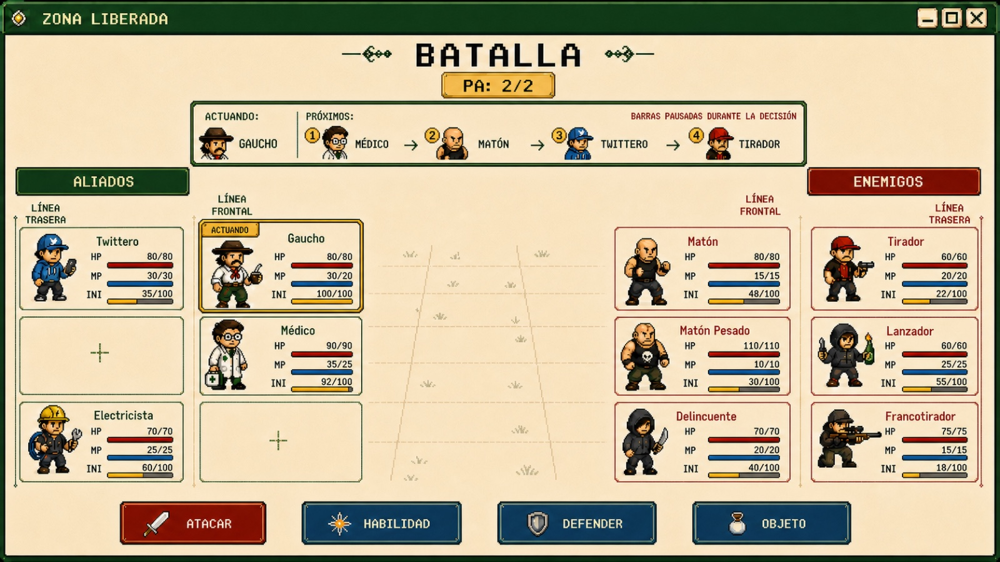 ZONA LIBERADA
BATALLA
PA: 2/2
ACTUANDO:
GAUCHO
PRÓXIMOS:
BARRAS PAUSADAS DURANTE LA DECISIÓN
1 MÉDICO → 2 MATÓN → 3 TWITTERO → 4 TIRADOR
ALIADOS
LÍNEA
TRASERA
Twittero
HP 80/80
MP 30/30
INI 35/100
Electricista
HP 70/70
MP 25/25
INI 60/100
LÍNEA
FRONTAL
ACTUANDO
Gaucho
HP 80/80
MP 30/20
INI 100/100
Médico
HP 90/90
MP 35/25
INI 92/100
ENEMIGOS
LÍNEA
FRONTAL
Matón
HP 80/80
MP 15/15
INI 48/100
Matón Pesado
HP 110/110
MP 10/10
INI 30/100
Delincuente
HP 70/70
MP 20/20
INI 40/100
LÍNEA
TRASERA
Tirador
HP 60/60
MP 20/20
INI 22/100
Lanzador
HP 60/60
MP 25/25
INI 55/100
Francotirador
HP 75/75
MP 15/15
INI 18/100
ATACAR
HABILIDAD
DEFENDER
OBJETO